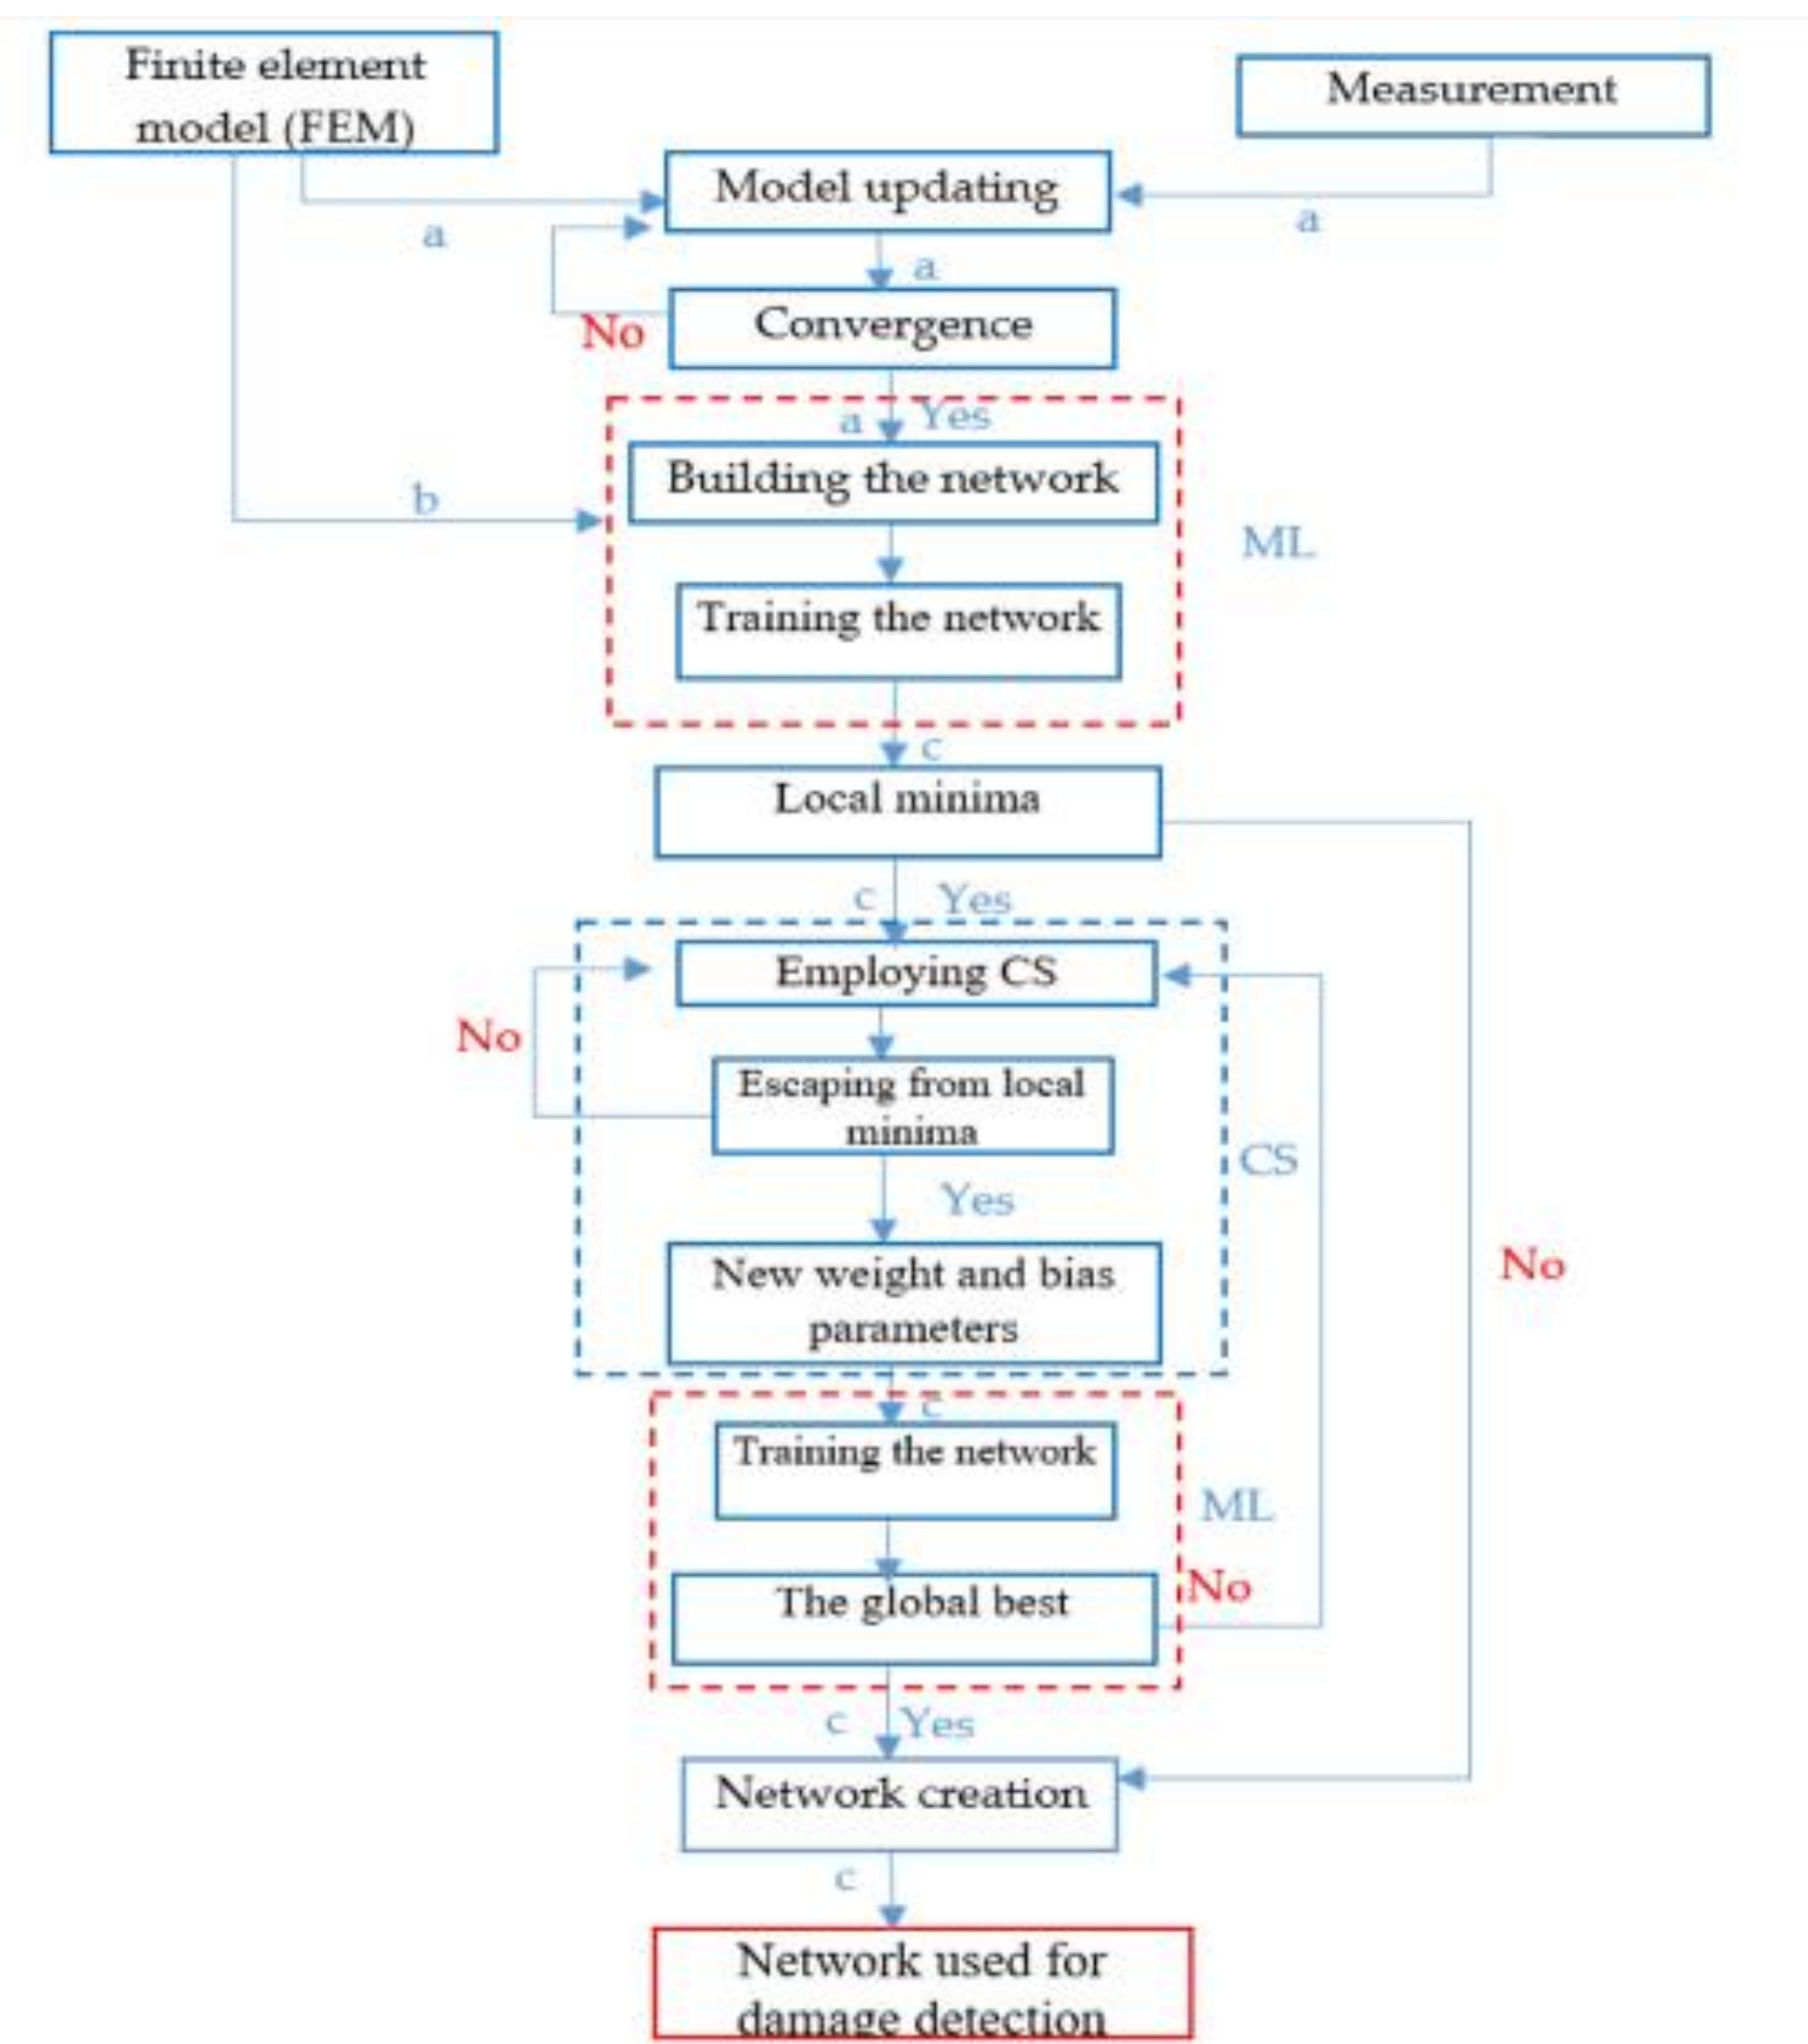 Finite element
model (FEM)
Measurement
Model updating
a
a
a
Convergence
No
a Yes
Building the network
b
ML
Training the network
c
Local minima
c Yes
Employing CS
No
Escaping from local
minima
CS
Yes
No
New weight and bias
parameters
c
Training the network
ML
No
The global best
c Yes
Network creation
c
Network used for
damage detection